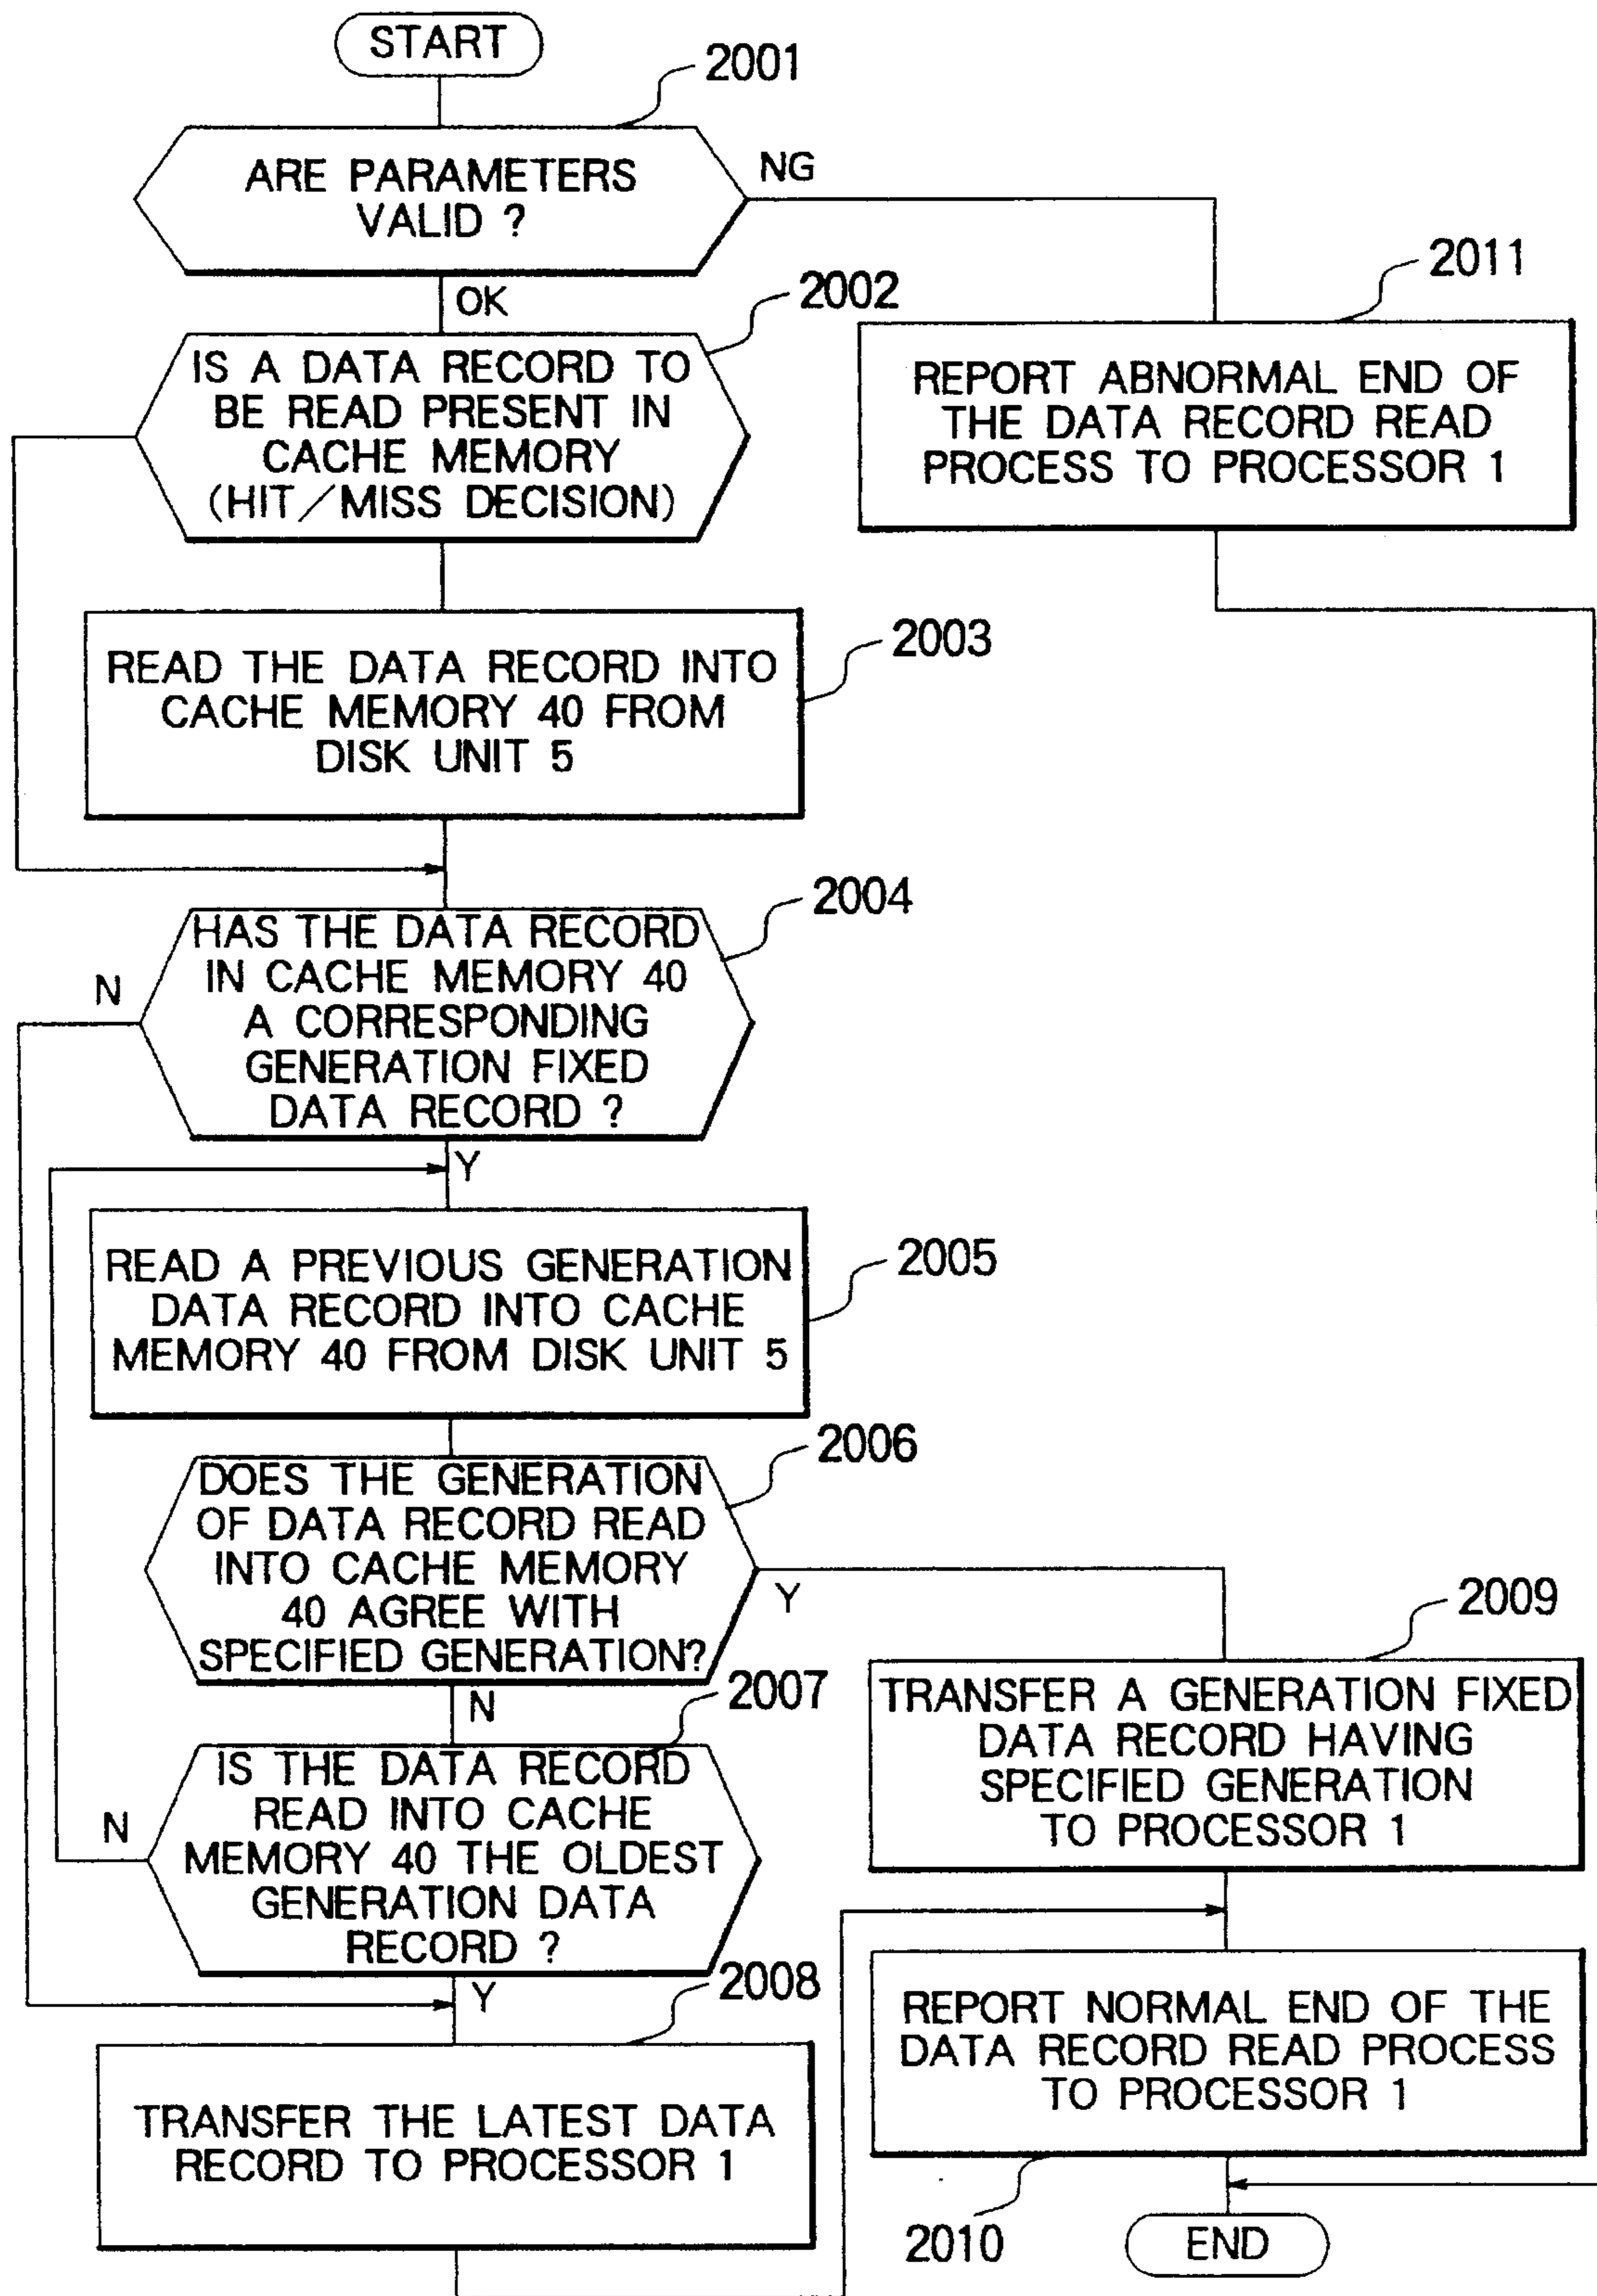 START
2001
ARE PARAMETERS
VALID ?
NG
OK
2002
IS A DATA RECORD TO
BE READ PRESENT IN
CACHE MEMORY
(HIT/MISS DECISION)
2011
REPORT ABNORMAL END OF
THE DATA RECORD READ
PROCESS TO PROCESSOR 1
2003
READ THE DATA RECORD INTO
CACHE MEMORY 40 FROM
DISK UNIT 5
2004
HAS THE DATA RECORD
IN CACHE MEMORY 40
A CORRESPONDING
GENERATION FIXED
DATA RECORD ?
N
Y
2005
READ A PREVIOUS GENERATION
DATA RECORD INTO CACHE
MEMORY 40 FROM DISK UNIT 5
2006
DOES THE GENERATION
OF DATA RECORD READ
INTO CACHE MEMORY
40 AGREE WITH
SPECIFIED GENERATION?
Y
N
2007
IS THE DATA RECORD
READ INTO CACHE
MEMORY 40 THE OLDEST
GENERATION DATA
RECORD ?
N
Y
2009
TRANSFER A GENERATION FIXED
DATA RECORD HAVING
SPECIFIED GENERATION
TO PROCESSOR 1
2008
TRANSFER THE LATEST DATA
RECORD TO PROCESSOR 1
REPORT NORMAL END OF THE
DATA RECORD READ PROCESS
TO PROCESSOR 1
2010
END